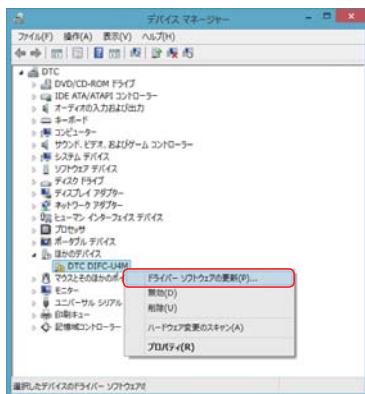 デバイス マネージャー
ファイル(F) 操作(A) 表示(V) ヘルプ(H)
DTC
DVD/CD-ROM ドライブ
IDE ATA/ATAPI コントローラー
オーディオの入力および出力
キーボード
コンピューター
サウンド、ビデオ、およびゲーム コントローラー
システム デバイス
ソフトウェア デバイス
ディスク ドライブ
ディスプレイ アダプター
ネットワーク アダプター
ヒューマン インターフェイス デバイス
プロセッサ
ポータブル デバイス
ほかのデバイス
DTC DIFC-U4M
マウスとそのほかのポ
モニター
ユニバーサル シリアル
印刷キュー
記憶域コントローラー
ドライバー ソフトウェアの更新(P)...
無効(D)
削除(U)
ハードウェア変更のスキャン(A)
プロパティ(R)
選択したデバイスのドライバー ソフトウェアを